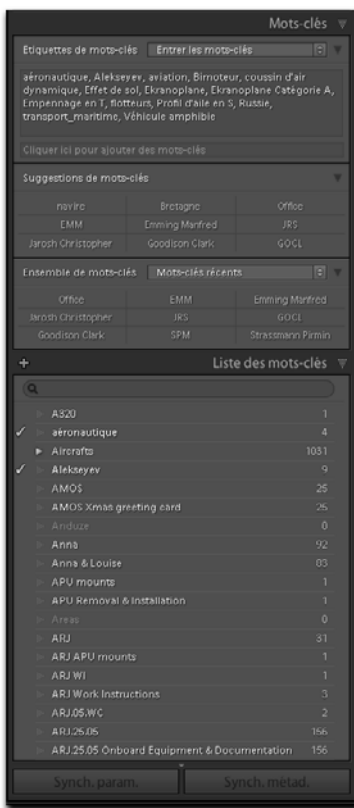 Mots-clés
Etiquettes de mots-clés Entrer les mots-clés
aéronautique, Alekseyev, aviation, Birnoteur, coussin d'air
dynamique, Effet de sol, Ekranoplane, Ekranoplane Catégorie A,
Empennage en T, flotteurs, Profil d'aile en S, Russie,
transport_maritime, Véhicule amphibie
Cliquer ici pour ajouter des mots-clés
Suggestions de mots-clés
navire Bretagne Office
EMM Emming Manfred JRS
Jarosh Christopher Goodison Clark GOCL
Ensemble de mots-clés Mots-clés récents
Office EMM Emming Manfred
Jarosh Christopher JRS GOCL
Goodison Clark SPM Strassmann Pirmin
Liste des mots-clés
A320 1
aéronautique 4
Aircrafts 1031
Alekseyev 9
AMOS 25
AMOS Xmas greeting card 25
Anduze 0
Anna 92
Anna & Louise 83
APU mounts 1
APU Removal & Installation 1
Areas 0
ARJ 31
ARJ APU mounts 1
ARJ WI 1
ARJ Work Instructions 3
ARJ.05.WC 2
ARJ.25.05 156
ARJ.25.05 Onboard Equipment & Documentation 156
Synch. param. Synch. métad.